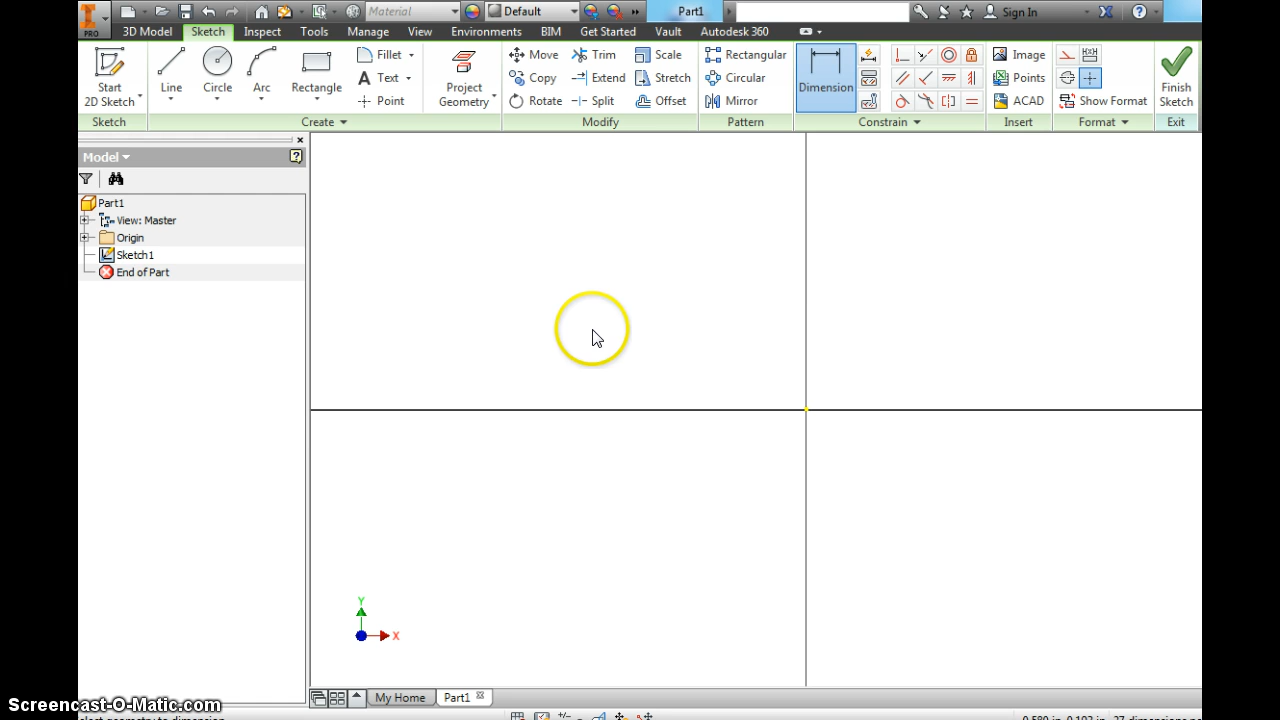 PRO
Material
Default
Part1
Sign In
3D Model Sketch Inspect Tools Manage View Environments BIM Get Started Vault Autodesk 360
Start
2D Sketch
Line
Circle
Arc
Rectangle
Fillet
Text
Point
Project
Geometry
Move
Copy
Rotate
Trim
Extend
Split
Scale
Stretch
Offset
Rectangular
Circular
Mirror
Dimension
Image
Points
ACAD
Show Format
Finish
Sketch
Sketch Create Modify Pattern Constrain Insert Format Exit
Model
Part1
View: Master
Origin
Sketch1
End of Part
Y
X
My Home Part1
Screencast-O-Matic.com